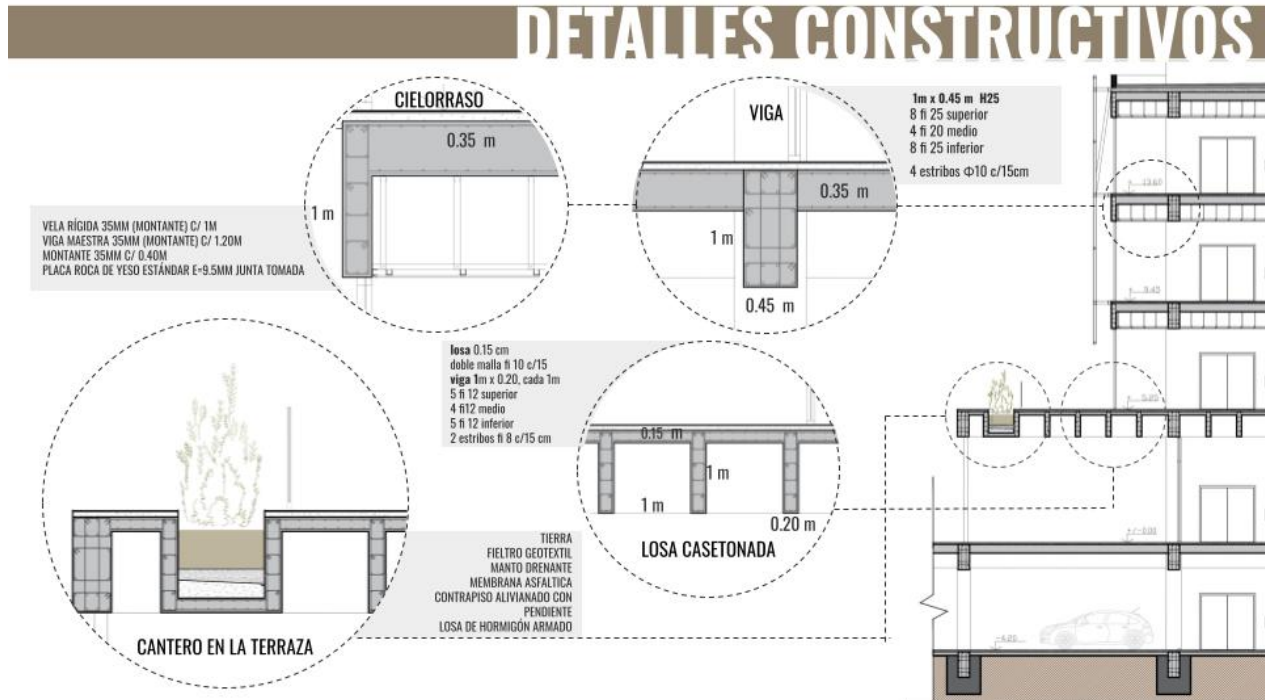 DETALLES CONSTRUCTIVOS
CIELORRASO
0.35 m
1 m
VELA RÍGIDA 35MM (MONTANTE) C/ 1M
VIGA MAESTRA 35MM (MONTANTE) C/ 1.20M
MONTANTE 35MM C/ 0.40M
PLACA ROCA DE YESO ESTÁNDAR E=9.5MM JUNTA TOMADA
VIGA
0.35 m
1 m
0.45 m
1m x 0.45 m H25
8 fi 25 superior
4 fi 20 medio
8 fi 25 inferior
4 estribos Φ10 c/15cm
13.60
9.45
+/-0.00
losa 0.15 cm
doble malla fi 10 c/15
viga 1m x 0.20, cada 1m
5 fi 12 superior
4 fi12 medio
5 fi 12 inferior
2 estribos fi 8 c/15 cm
0.15 m
1 m
1 m
0.20 m
LOSA CASETONADA
TIERRA
FIELTRO GEOTEXTIL
MANTO DRENANTE
MEMBRANA ASFALTICA
CONTRAPISO ALIVIANADO CON
PENDIENTE
LOSA DE HORMIGÓN ARMADO
CANTERO EN LA TERRAZA